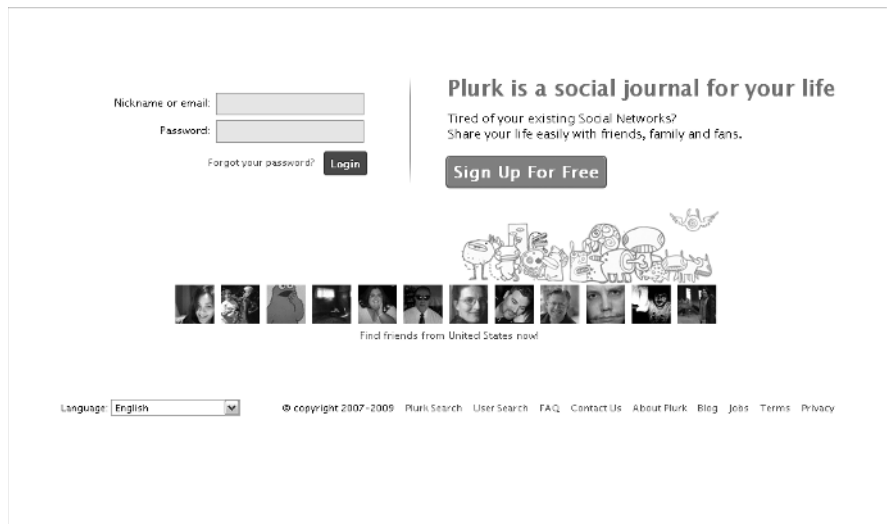 Plurk is a social journal for your life
Nickname or email:
Tired of your existing Social Networks?
Password:
Share your life easily with friends, family and fans.
Forgot your password? Login
Sign Up For Free
Find friends from United States now!
Language: English © copyright 2007-2009 Plurk Search User Search FAQ Contact Us About Plurk Blog Jobs Terms Privacy